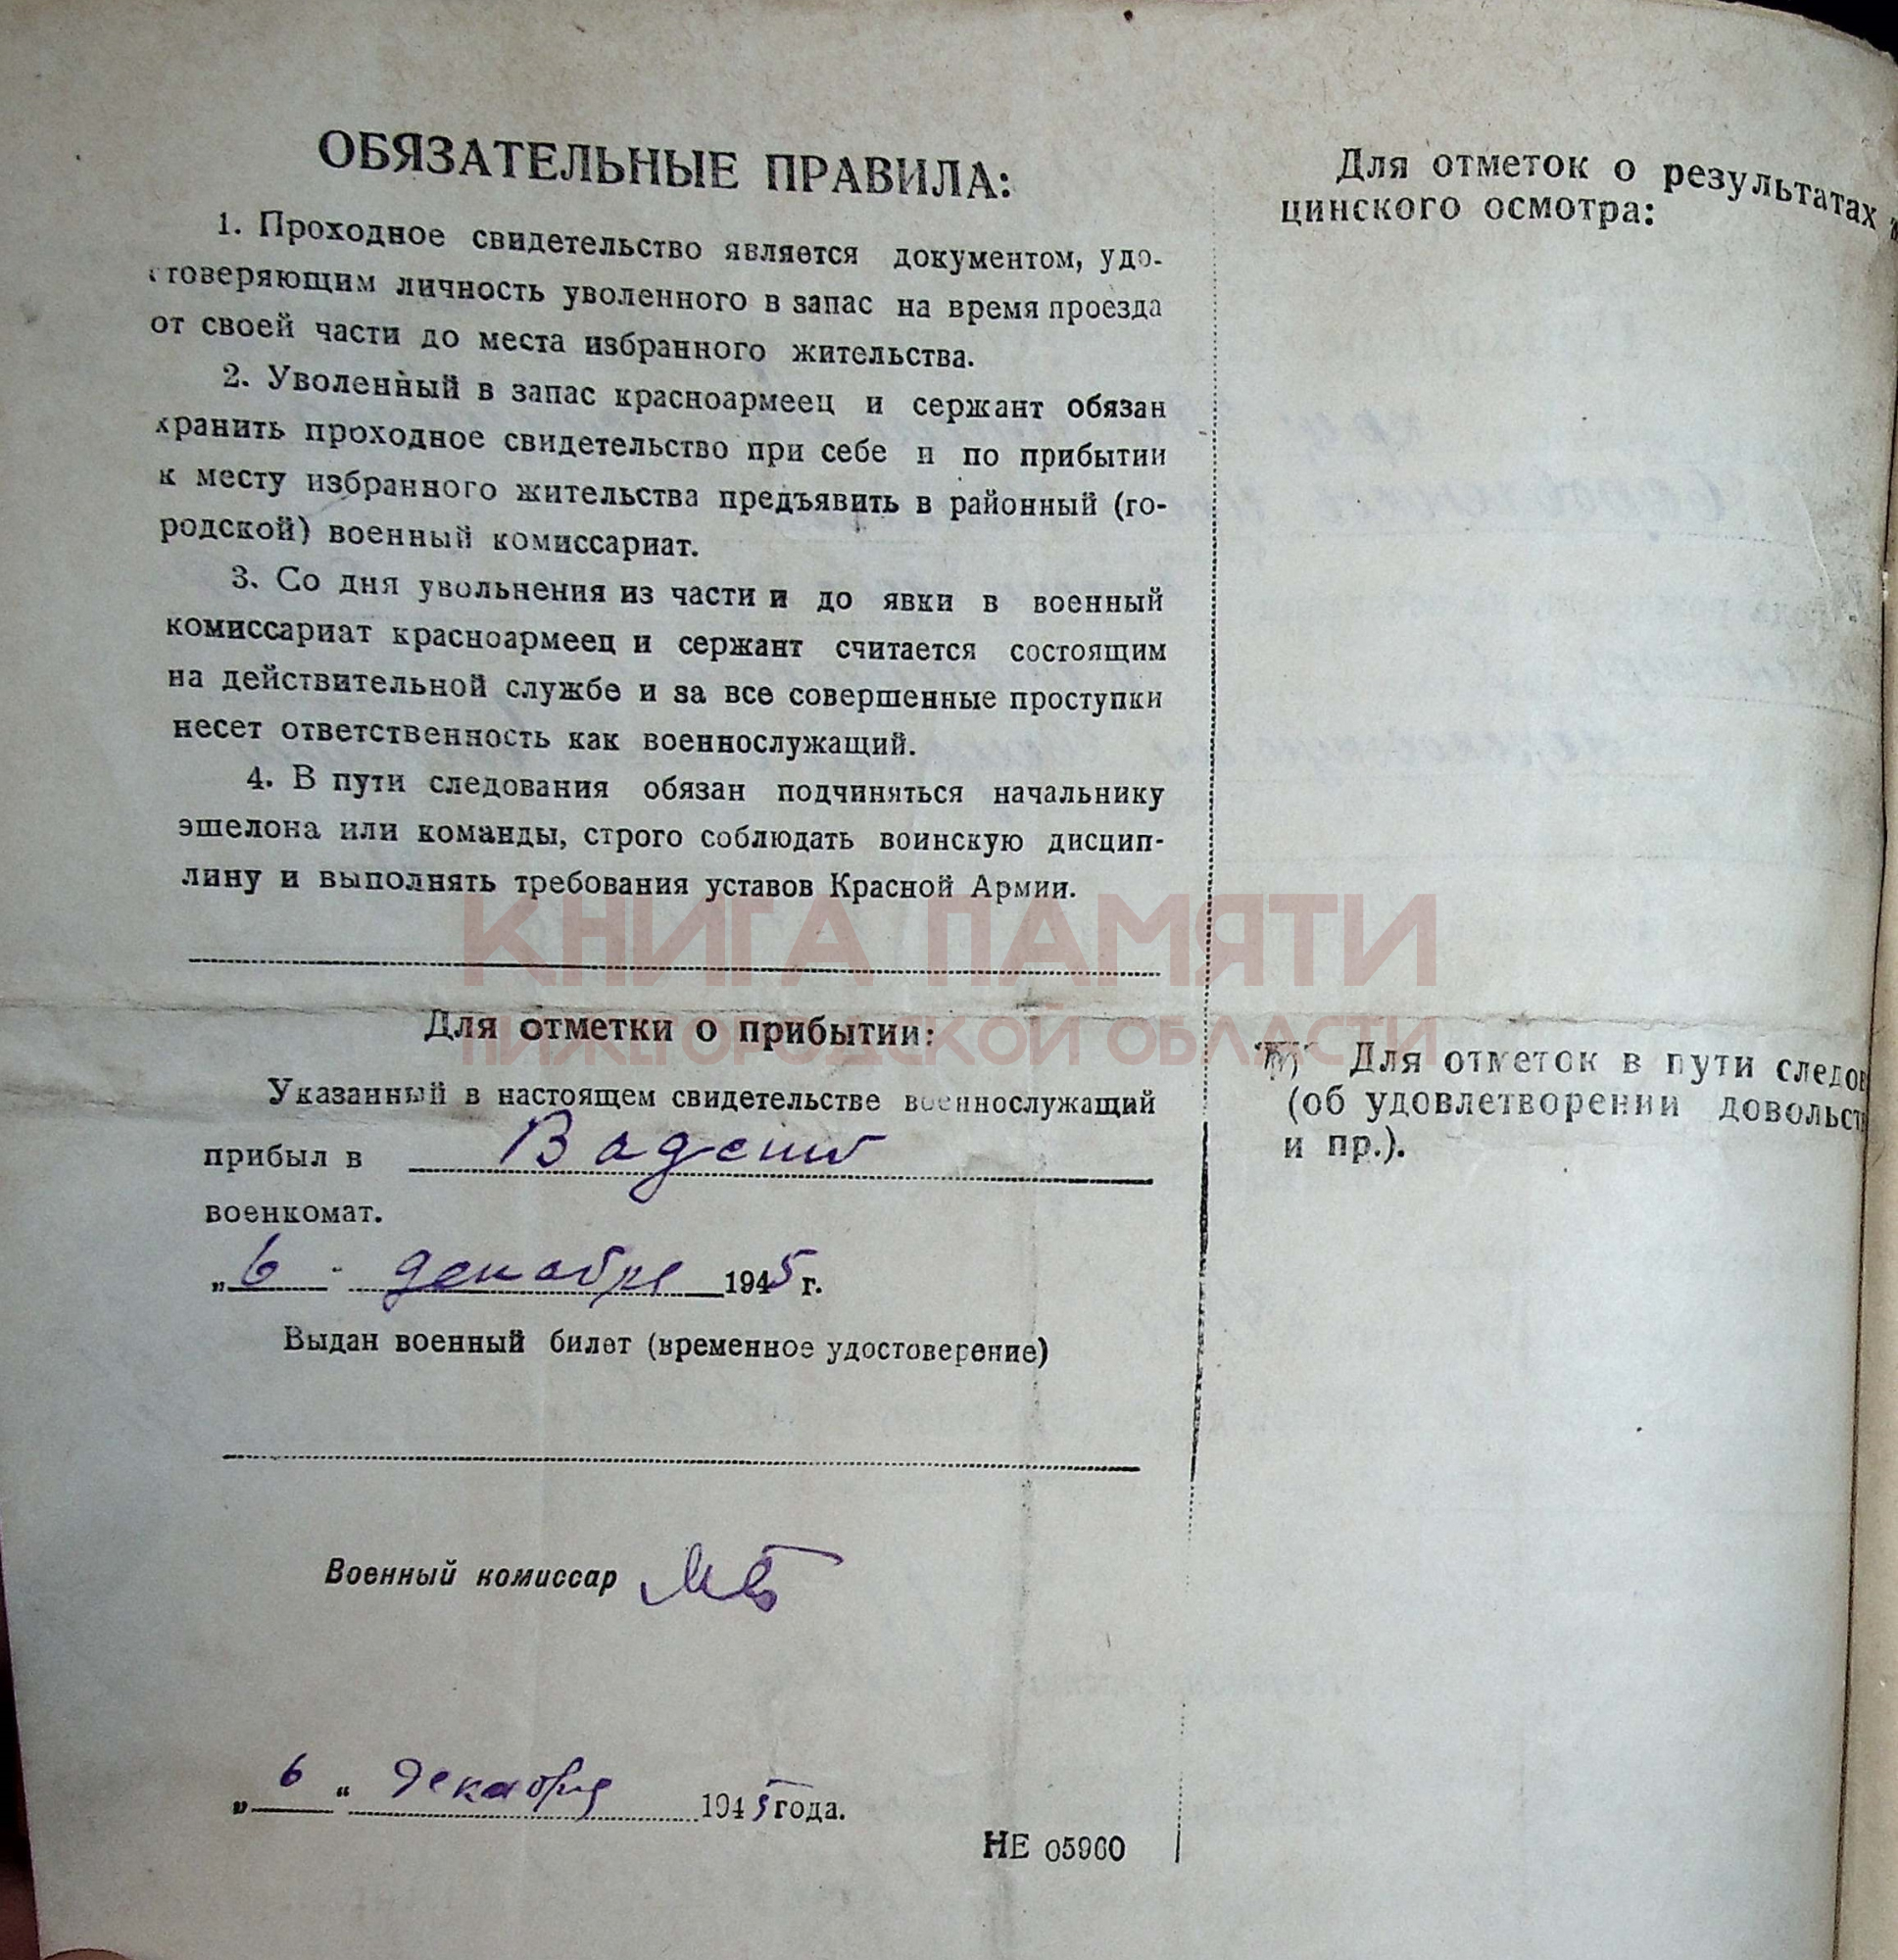 ОБЯЗАТЕЛЬНЫЕ ПРАВИЛА:
1. Проходное свидетельство является документом, удо-
стоверяющим личность уволенного в запас на время проезда
от своей части до места избранного жительства.
2. Уволенный в запас красноармеец и сержант обязан
хранить проходное свидетельство при себе и по прибытии
к месту избранного жительства предъявить в районный (го-
родской) военный комиссариат.
3. Со дня увольнения из части и до явки в военный
комиссариат красноармеец и сержант считается состоящим
на действительной службе и за все совершенные проступки
несет ответственность как военнослужащий.
4. В пути следования обязан подчиняться начальнику
эшелона или команды, строго соблюдать воинскую дисцип-
лину и выполнять требования уставов Красной Армии.
КНИГА ПАМЯТИ
НИЖЕГОРОДСКОЙ ОБЛАСТИ
Для отметки о прибытии:
Указанный в настоящем свидетельстве военнослужащий
прибыл в
военкомат.
„6 декабря 1945 г.
Выдан военный билет (временное удостоверение)
Военный комиссар
„6“ декабря 1945 года.
НЕ 05960
Для отметок о результатах
цинского осмотра:
Для отметок в пути следов
(об удовлетворении довольст
и пр.).